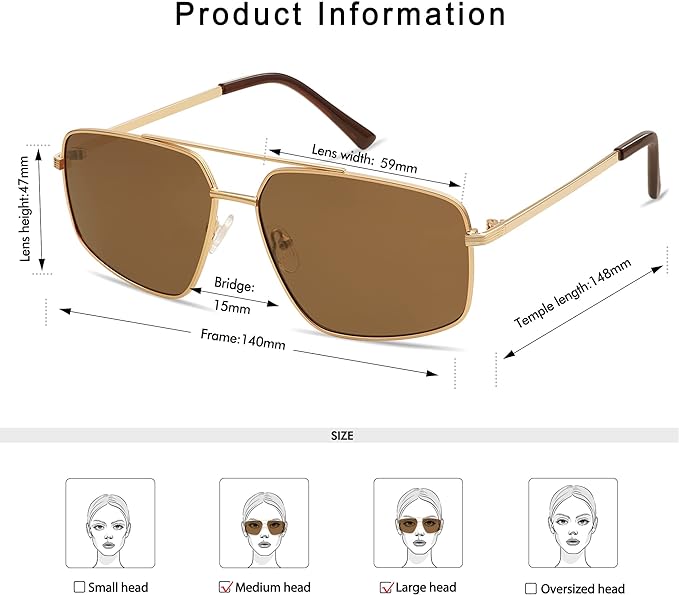 Product Information
Lens width: 59mm
Lens height:47mm
Bridge:
15mm
Frame:140mm
Temple length:148mm
SIZE
Small head
Medium head
Large head
Oversized head